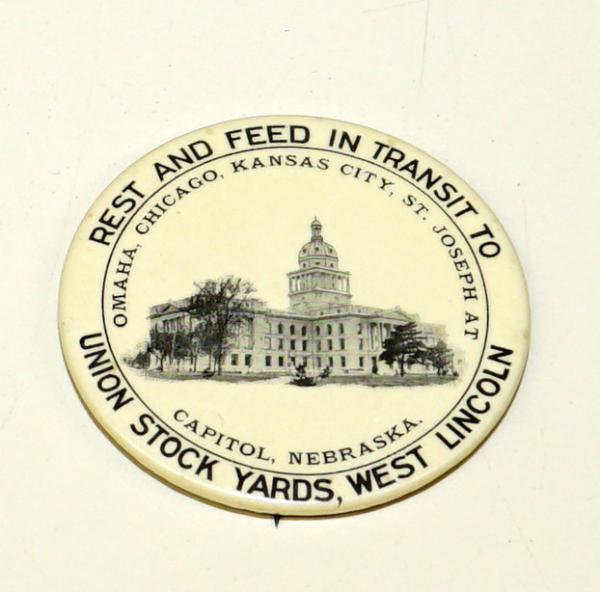 REST AND FEED IN TRANSIT TO
OMAHA, CHICAGO, KANSAS CITY, ST. JOSEPH AT
CAPITOL, NEBRASKA.
UNION STOCK YARDS, WEST LINCOLN